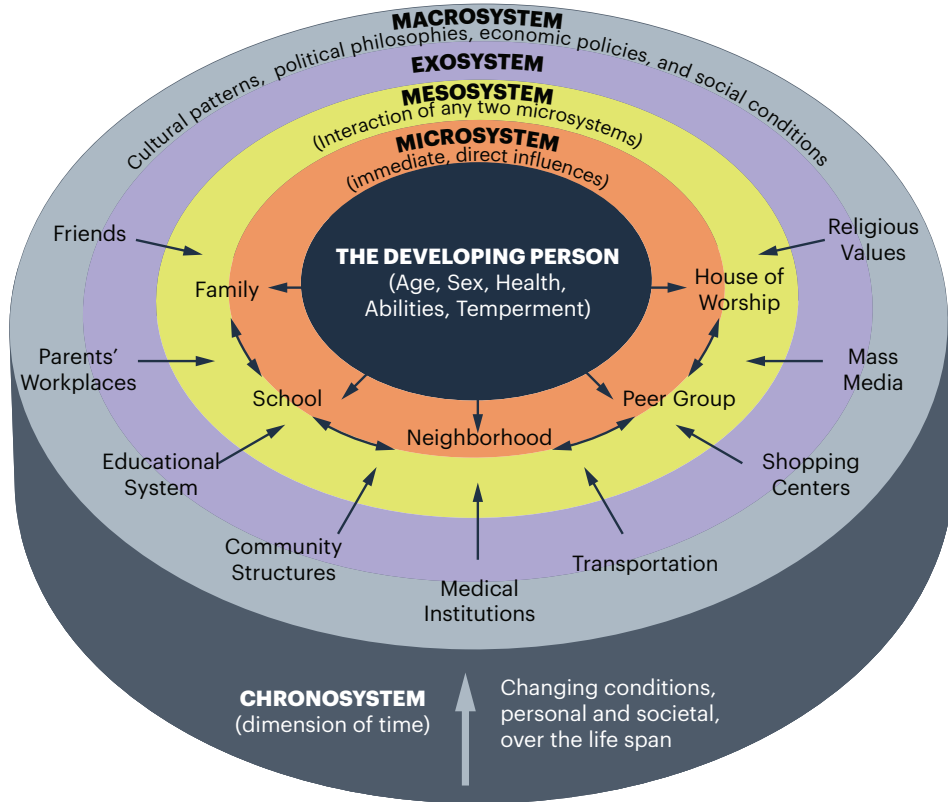 MACROSYSTEM
Cultural patterns, political philosophies, economic policies, and social conditions
EXOSYSTEM
MESOSYSTEM
(Interaction of any two microsystems)
MICROSYSTEM
(immediate, direct influences)
THE DEVELOPING PERSON
(Age, Sex, Health,
Abilities, Temperment)
Friends
Family
Parents’
Workplaces
School
Educational
System
Community
Structures
Neighborhood
Medical
Institutions
Transportation
Peer Group
Shopping
Centers
Mass
Media
House of
Worship
Religious
Values
CHRONOSYSTEM
(dimension of time)
Changing conditions,
personal and societal,
over the life span